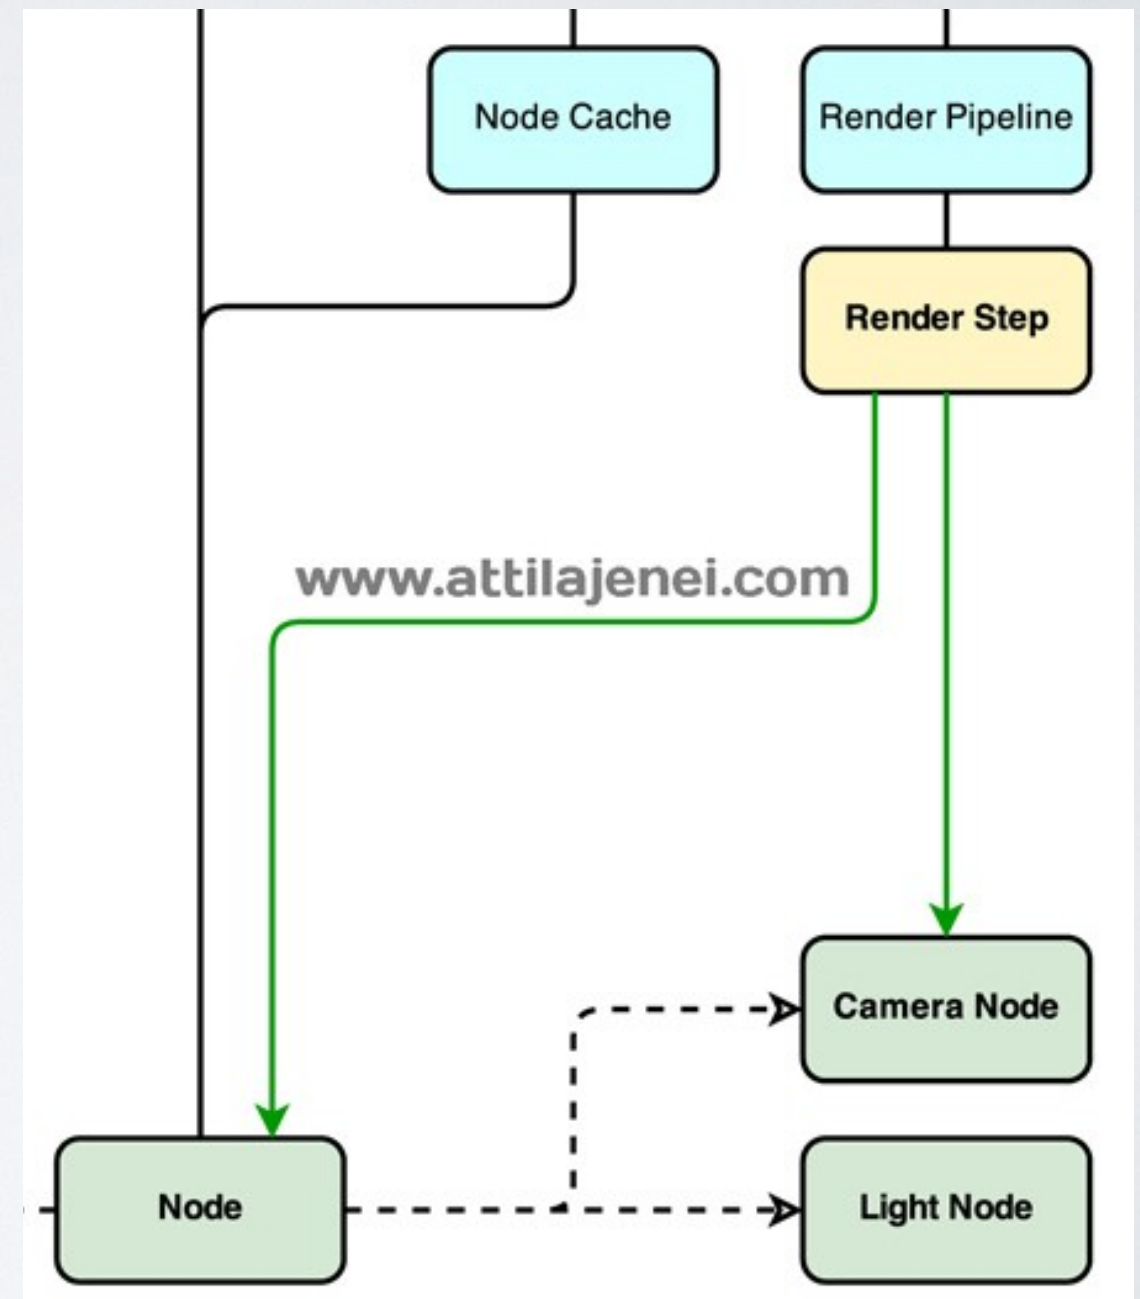 Node Cache
Render Pipeline
Render Step
www.attilajenei.com
Camera Node
Node
Light Node